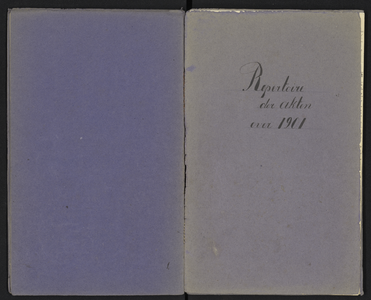 Repertoire
der akten
over 1901